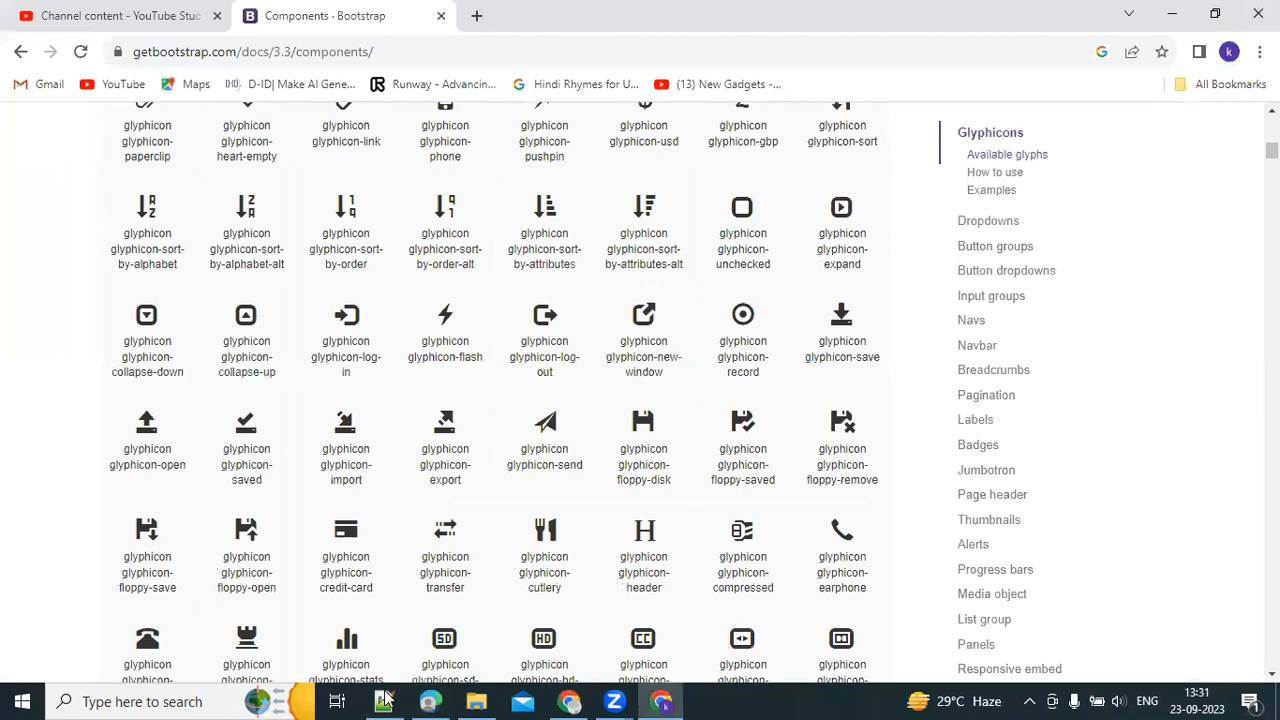 Channel content - YouTube Stud
Components · Bootstrap
getbootstrap.com/docs/3.3/components/
k
Gmail
YouTube
Maps
D-ID| Make AI Gene...
Runway - Advancin...
Hindi Rhymes for U...
(13) New Gadgets -...
All Bookmarks
glyphicon glyphicon glyphicon glyphicon glyphicon glyphicon glyphicon glyphicon
glyphicon- glyphicon- glyphicon-link glyphicon- glyphicon- glyphicon-usd glyphicon-gbp glyphicon-sort
paperclip heart-empty phone pushpin
glyphicon glyphicon glyphicon glyphicon glyphicon glyphicon glyphicon glyphicon
glyphicon-sort- glyphicon-sort- glyphicon-sort- glyphicon-sort- glyphicon-sort- glyphicon-sort- glyphicon- glyphicon-
by-alphabet by-alphabet-alt by-order by-order-alt by-attributes by-attributes-alt unchecked expand
glyphicon glyphicon glyphicon glyphicon glyphicon glyphicon glyphicon glyphicon
glyphicon- glyphicon- glyphicon-log- glyphicon-flash glyphicon-log- glyphicon-new- glyphicon- glyphicon-save
collapse-down collapse-up in out window record
glyphicon glyphicon glyphicon glyphicon glyphicon glyphicon glyphicon glyphicon
glyphicon-open glyphicon- glyphicon- glyphicon- glyphicon-send glyphicon- glyphicon- glyphicon-
saved import export floppy-disk floppy-saved floppy-remove
H
glyphicon glyphicon glyphicon glyphicon glyphicon glyphicon glyphicon glyphicon
glyphicon- glyphicon- glyphicon- glyphicon- glyphicon- glyphicon- glyphicon- glyphicon-
floppy-save floppy-open credit-card transfer cutlery header compressed earphone
SD HD CC
glyphicon glyphicon glyphicon glyphicon glyphicon glyphicon glyphicon glyphicon
glyphicon- glyphicon- glyphicon-stats glyphicon-sd- glyphicon-hd- glyphicon- glyphicon- glyphicon-
Glyphicons
Available glyphs
How to use
Examples
Dropdowns
Button groups
Button dropdowns
Input groups
Navs
Navbar
Breadcrumbs
Pagination
Labels
Badges
Jumbotron
Page header
Thumbnails
Alerts
Progress bars
Media object
List group
Panels
Responsive embed
Type here to search
29°C Haze
ENG
13:31
23-09-2023